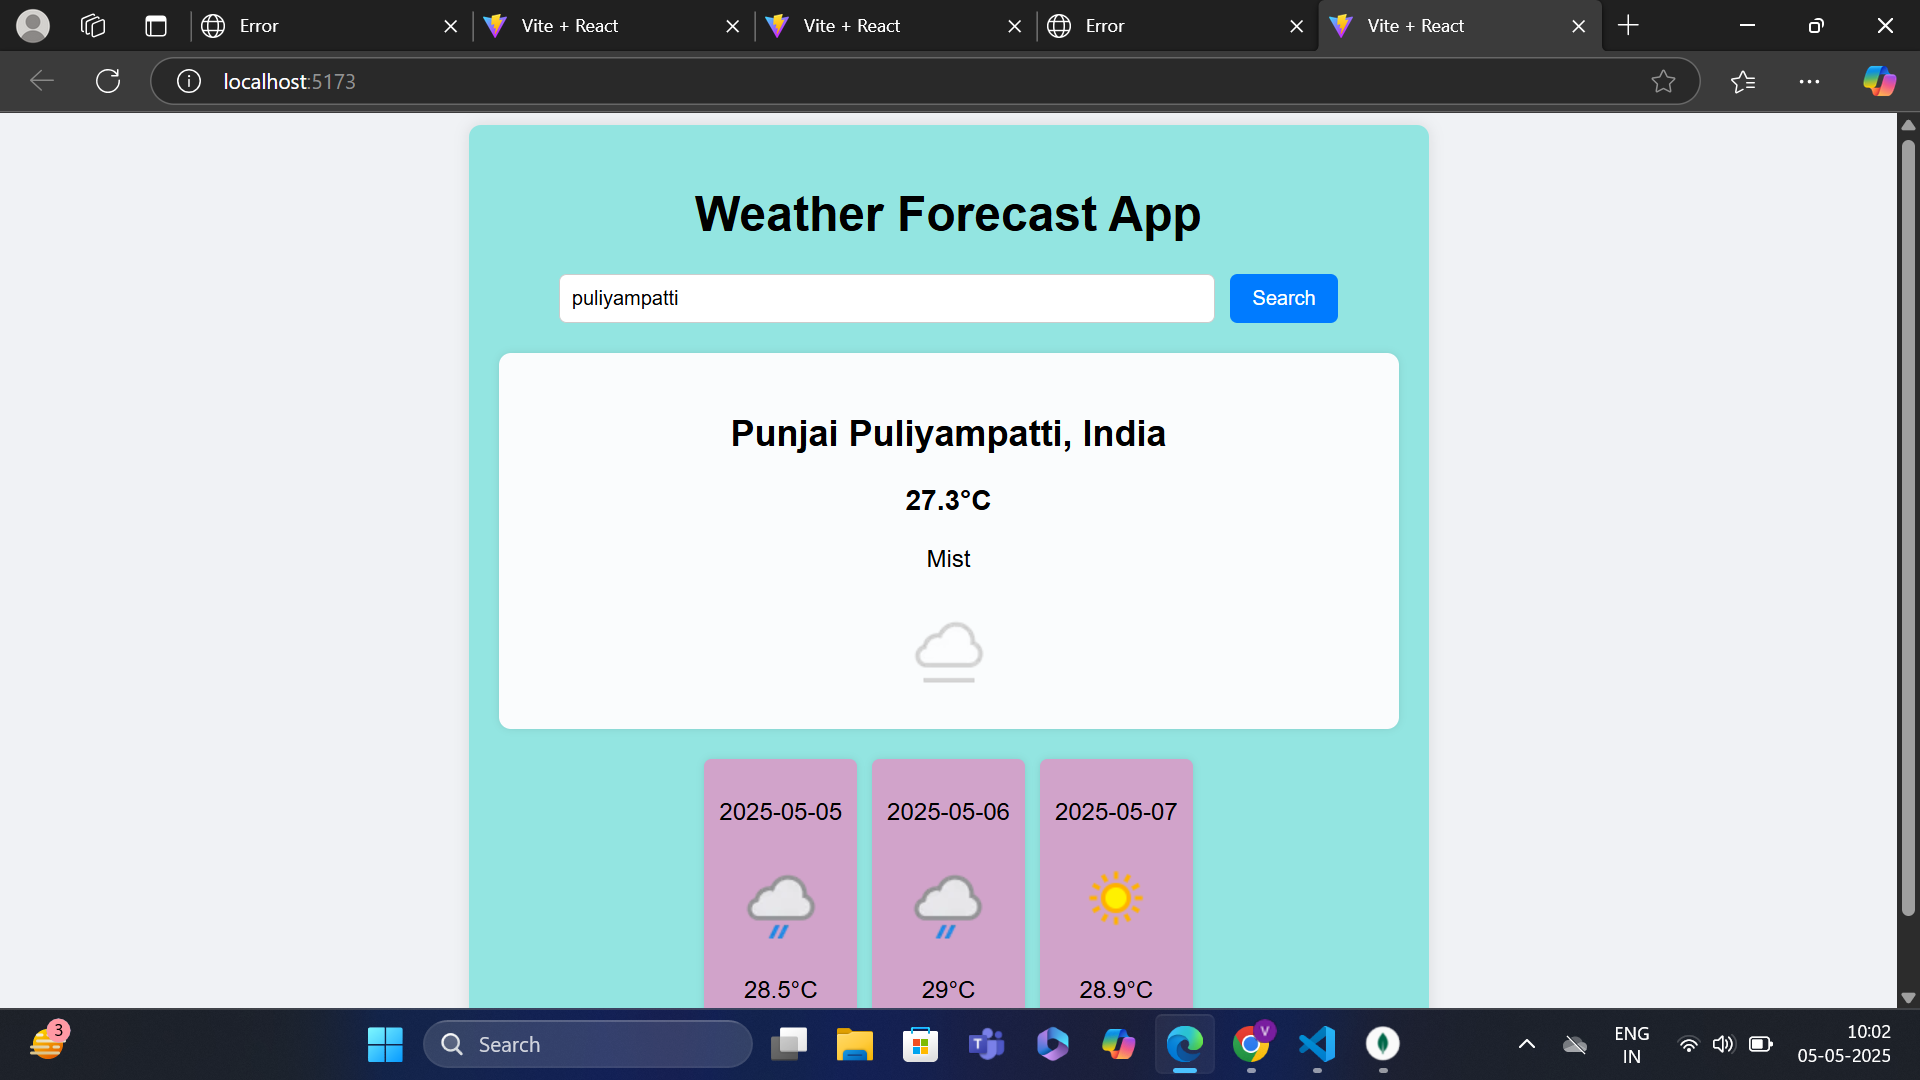 Error
Vite + React
Vite + React
Error
Vite + React
localhost:5173
Weather Forecast App
puliyampatti
Search
Punjai Puliyampatti, India
27.3°C
Mist
2025-05-05
2025-05-06
2025-05-07
28.5°C
29°C
28.9°C
3
Search
T
V
ENG
IN
10:02
05-05-2025